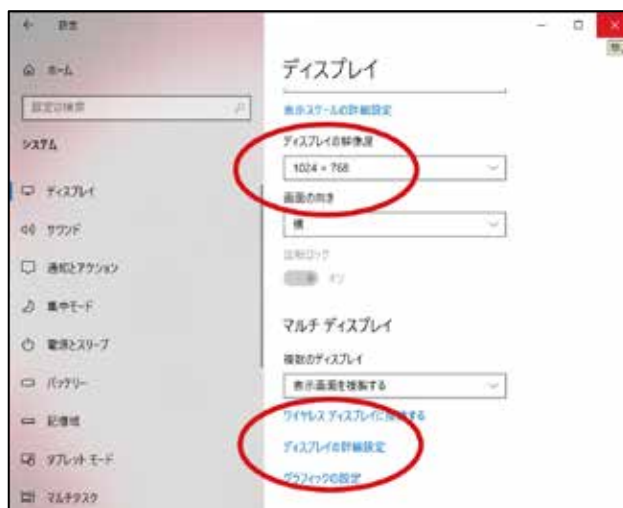 設定
ホーム
設定の検索
システム
ディスプレイ
サウンド
通知とアクション
集中モード
電源とスリープ
バッテリー
記憶域
タブレット モード
マルチタスク
ディスプレイ
表示スケールの詳細設定
ディスプレイの解像度
1024 × 768
画面の向き
横
回転ロック
オフ
マルチ ディスプレイ
複数のディスプレイ
表示画面を複製する
ワイヤレス ディスプレイに接続する
ディスプレイの詳細設定
グラフィックの設定